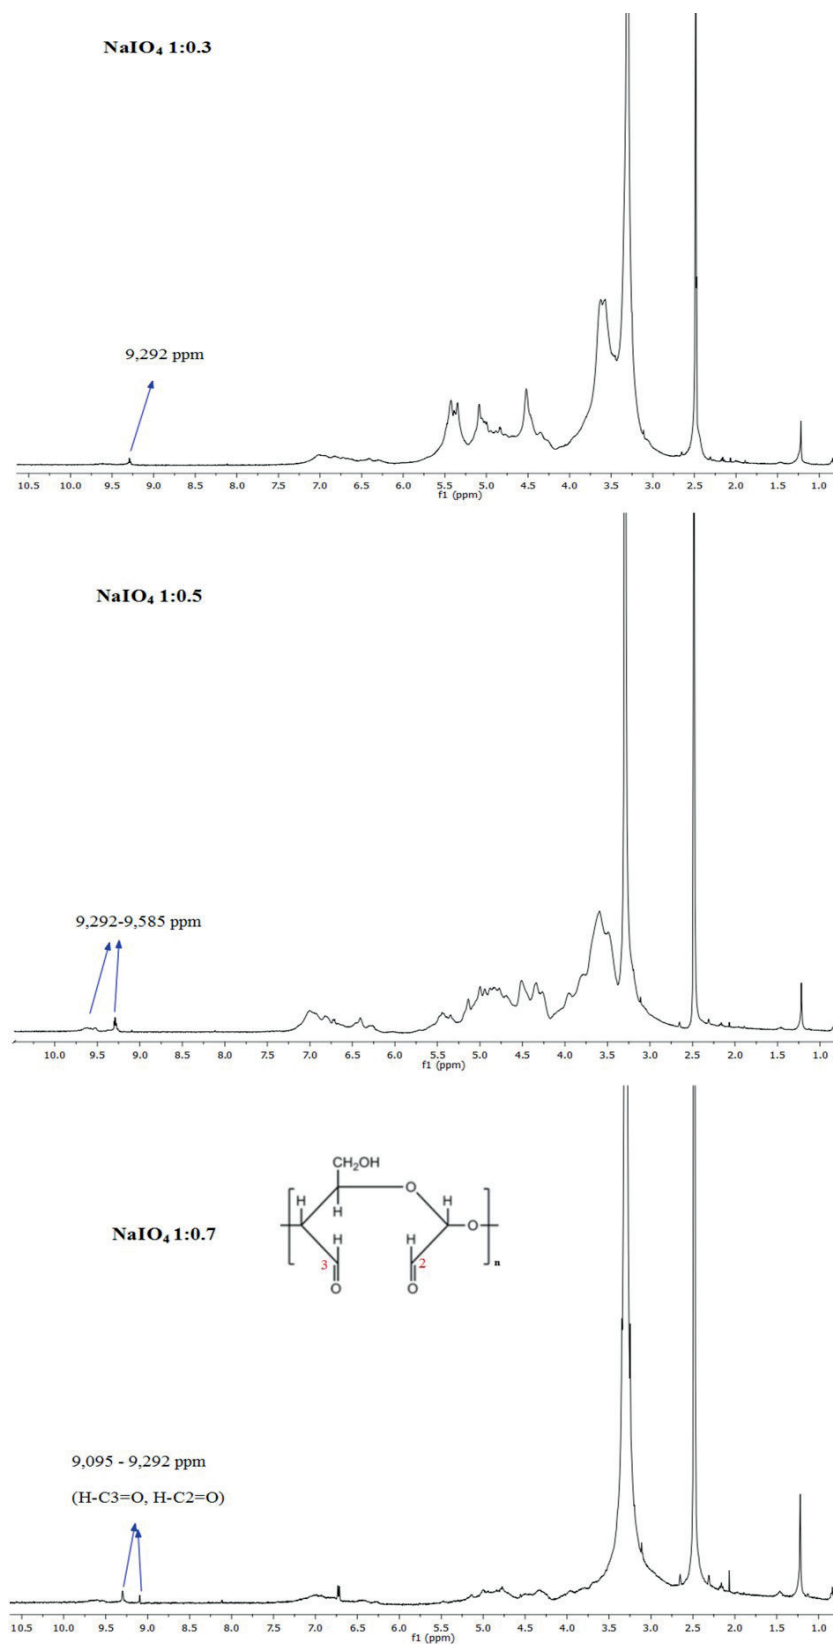 NaIO₄ 1:0.3
9,292 ppm
10.5 10.0 9.5 9.0 8.5 8.0 7.5 7.0 6.5 6.0 5.5 5.0 4.5 4.0 3.5 3.0 2.5 2.0 1.5 1.0
f1 (ppm)
NaIO₄ 1:0.5
9,292-9,585 ppm
10.0 9.5 9.0 8.5 8.0 7.5 7.0 6.5 6.0 5.5 5.0 4.5 4.0 3.5 3.0 2.5 2.0 1.5 1.0
f1 (ppm)
CH₂OH
O
H H
H
NaIO₄ 1:0.7
O
H H
3 2 n
O O
9,095 - 9,292 ppm
(H-C3=O, H-C2=O)
10.5 10.0 9.5 9.0 8.5 8.0 7.5 7.0 6.5 6.0 5.5 5.0 4.5 4.0 3.5 3.0 2.5 2.0 1.5 1.0
f1 (ppm)